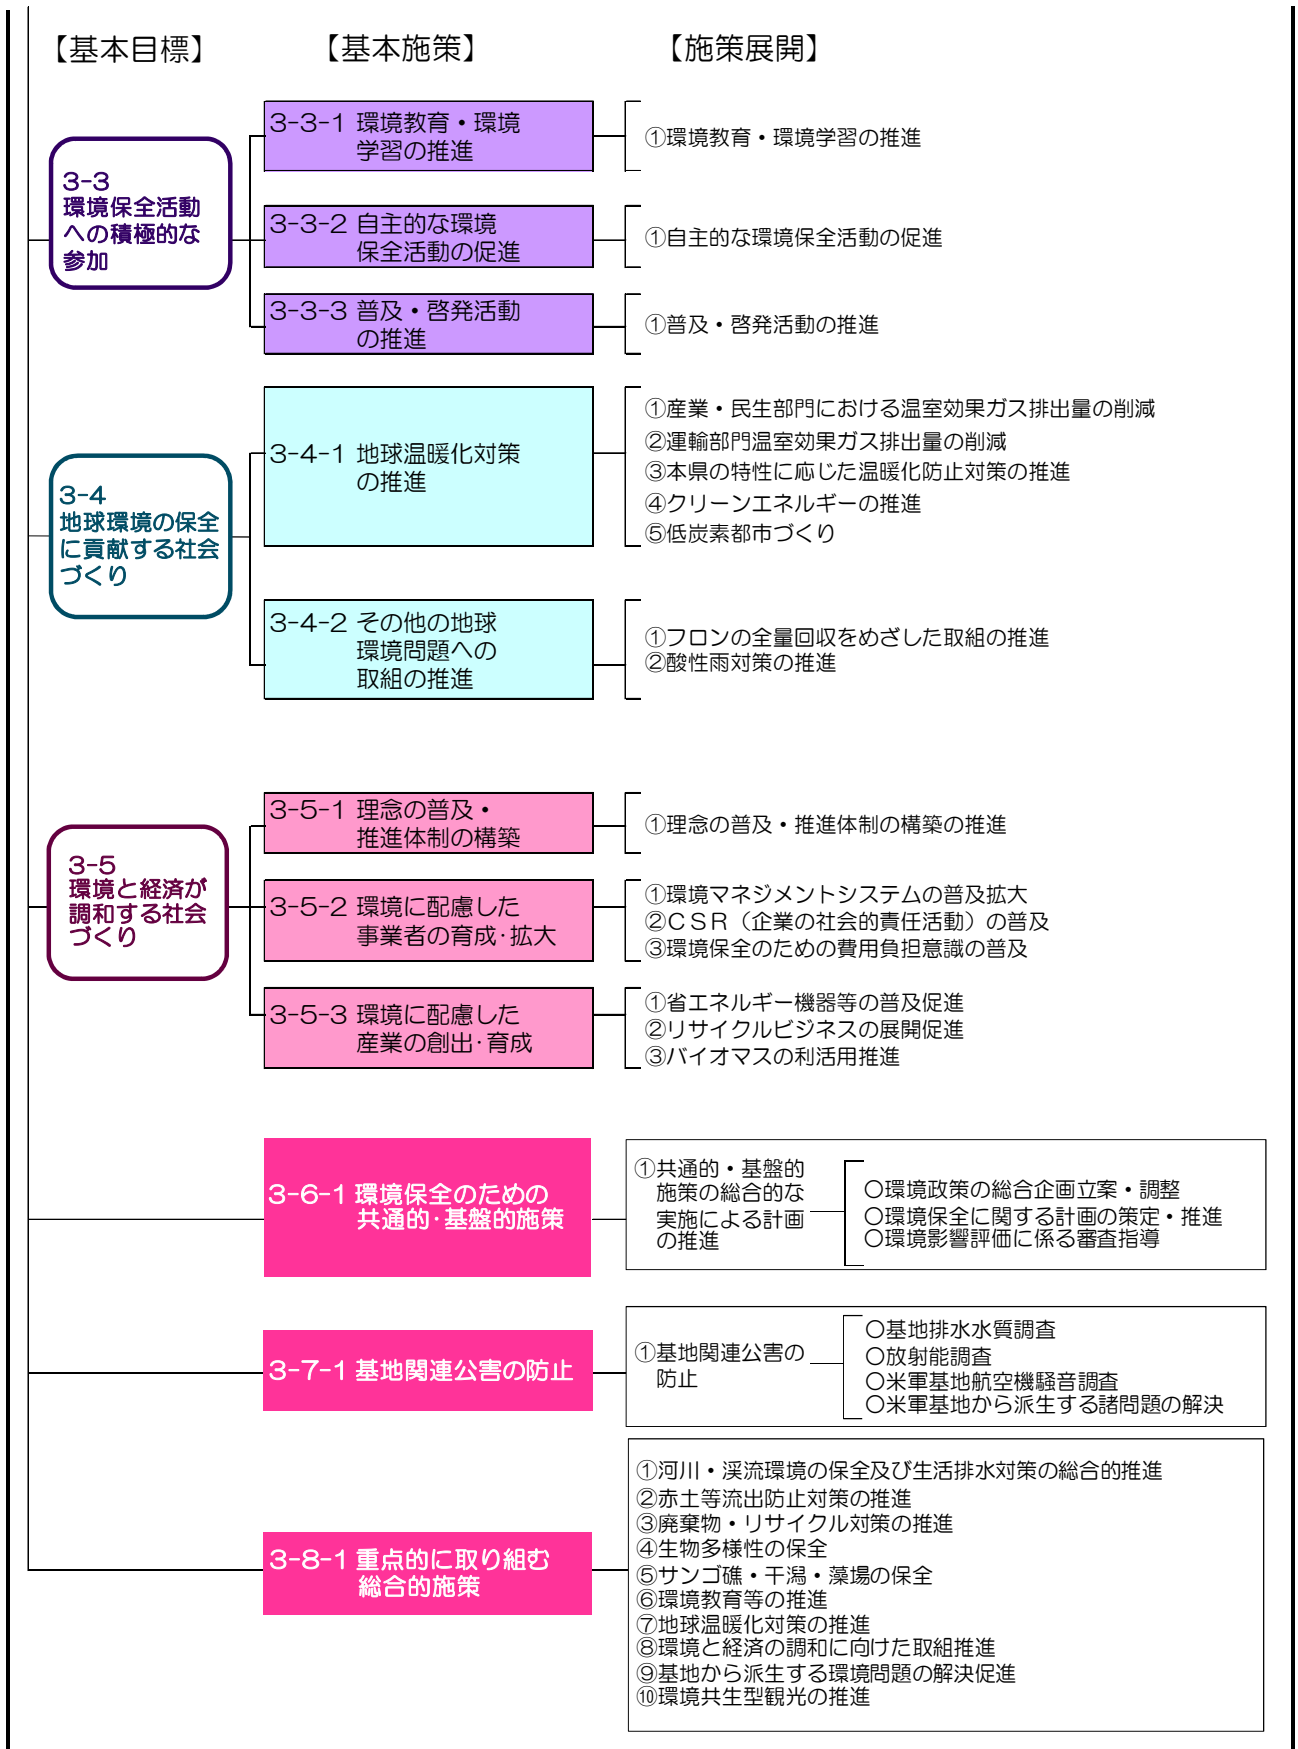 【基本目標】
【基本施策】
【施策展開】
3-3
環境保全活動
への積極的な
参加
3-3-1 環境教育・環境
学習の推進
①環境教育・環境学習の推進
3-3-2 自主的な環境
保全活動の促進
①自主的な環境保全活動の促進
3-3-3 普及・啓発活動
の推進
①普及・啓発活動の推進
3-4
地球環境の保全
に貢献する社会
づくり
3-4-1 地球温暖化対策
の推進
①産業・民生部門における温室効果ガス排出量の削減
②運輸部門温室効果ガス排出量の削減
③本県の特性に応じた温暖化防止対策の推進
④クリーンエネルギーの推進
⑤低炭素都市づくり
3-4-2 その他の地球
環境問題への
取組の推進
①フロンの全量回収をめざした取組の推進
②酸性雨対策の推進
3-5
環境と経済が
調和する社会
づくり
3-5-1 理念の普及・
推進体制の構築
①理念の普及・推進体制の構築の推進
3-5-2 環境に配慮した
事業者の育成・拡大
①環境マネジメントシステムの普及拡大
②CSR（企業の社会的責任活動）の普及
③環境保全のための費用負担意識の普及
3-5-3 環境に配慮した
産業の創出・育成
①省エネルギー機器等の普及促進
②リサイクルビジネスの展開促進
③バイオマスの利活用推進
3-6-1 環境保全のための
共通的・基盤的施策
①共通的・基盤的
施策の総合的な
実施による計画
の推進
○環境政策の総合企画立案・調整
○環境保全に関する計画の策定・推進
○環境影響評価に係る審査指導
3-7-1 基地関連公害の防止
①基地関連公害の
防止
○基地排水水質調査
○放射能調査
○米軍基地航空機騒音調査
○米軍基地から派生する諸問題の解決
3-8-1 重点的に取り組む
総合的施策
①河川・渓流環境の保全及び生活排水対策の総合的推進
②赤土等流出防止対策の推進
③廃棄物・リサイクル対策の推進
④生物多様性の保全
⑤サンゴ礁・干潟・藻場の保全
⑥環境教育等の推進
⑦地球温暖化対策の推進
⑧環境と経済の調和に向けた取組推進
⑨基地から派生する環境問題の解決促進
⑩環境共生型観光の推進